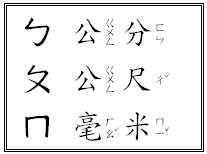 ㄅ 公ㄍㄨㄥ 分ㄈㄣ
ㄆ 公ㄍㄨㄥ 尺ㄔˇ
ㄇ 毫ㄏㄠˊ 米ㄇㄧˇ